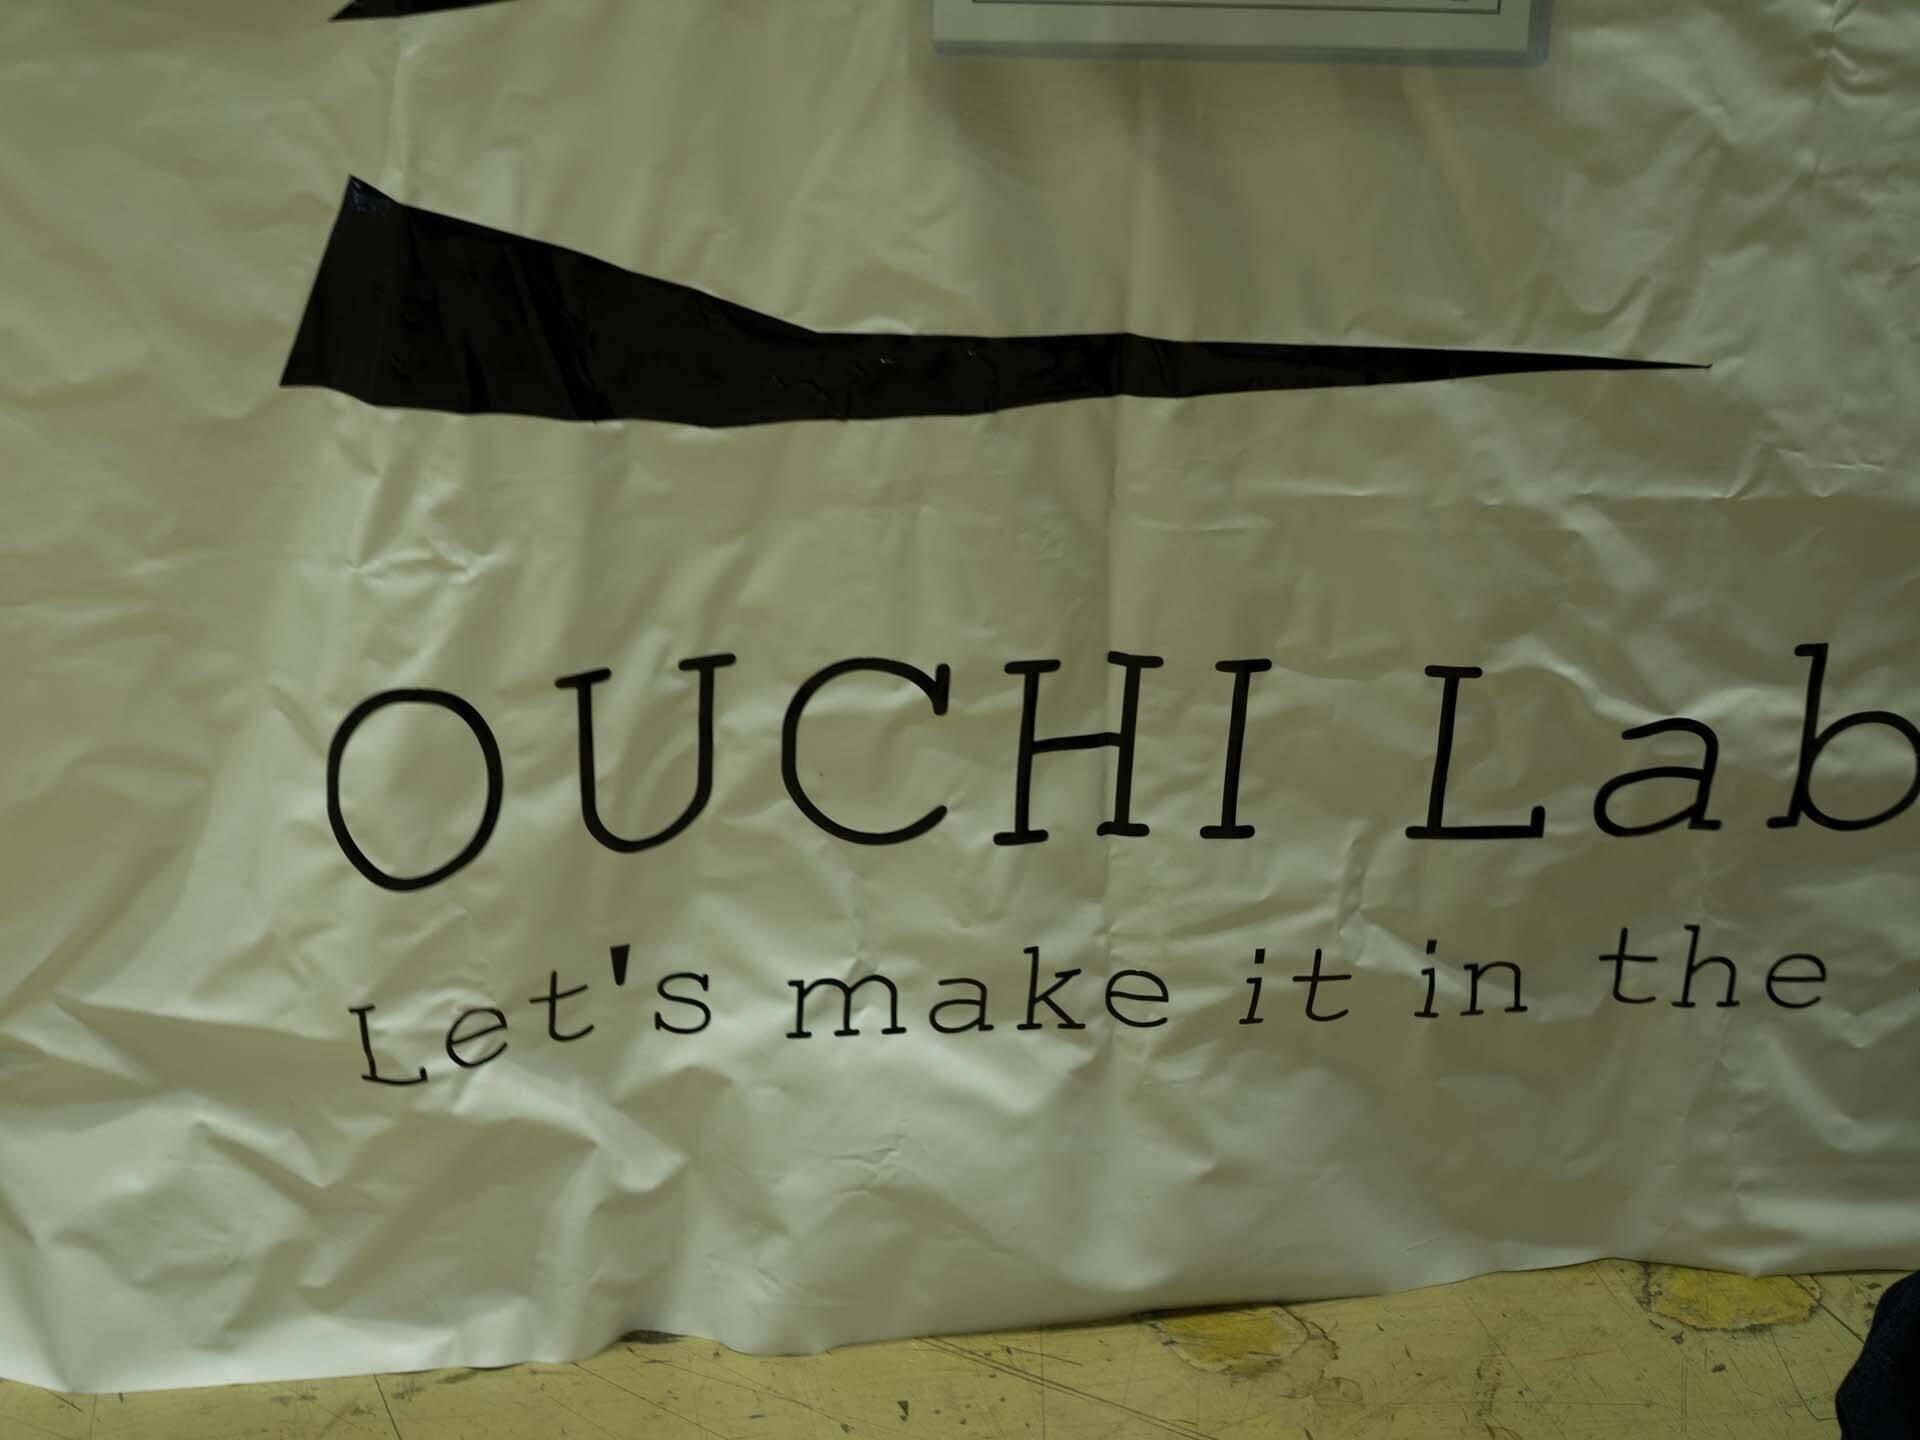 OUCHI Lab
Let's make it in the